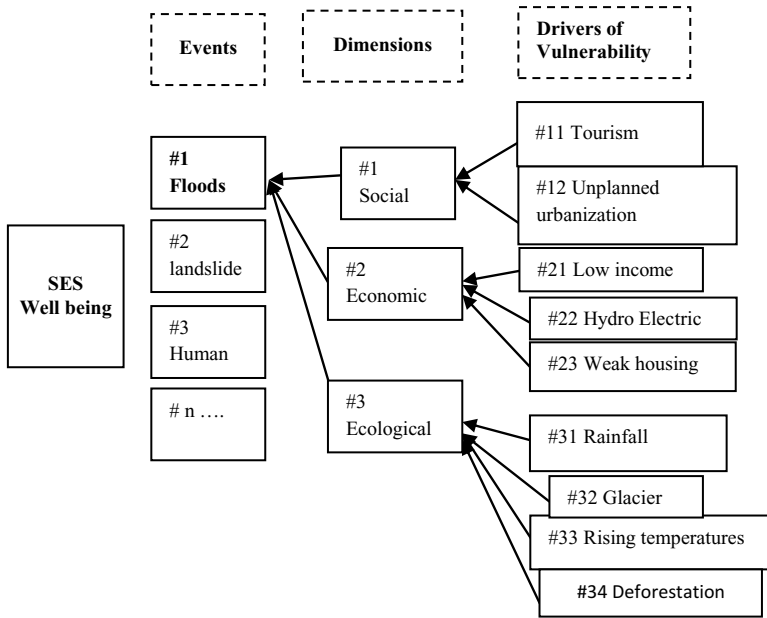 Events
Dimensions
Drivers of
Vulnerability
SES
Well being
#1
Floods
#2
landslide
#3
Human
# n ….
#1
Social
#2
Economic
#3
Ecological
#11 Tourism
#12 Unplanned
urbanization
#21 Low income
#22 Hydro Electric
#23 Weak housing
#31 Rainfall
#32 Glacier
#33 Rising temperatures
#34 Deforestation